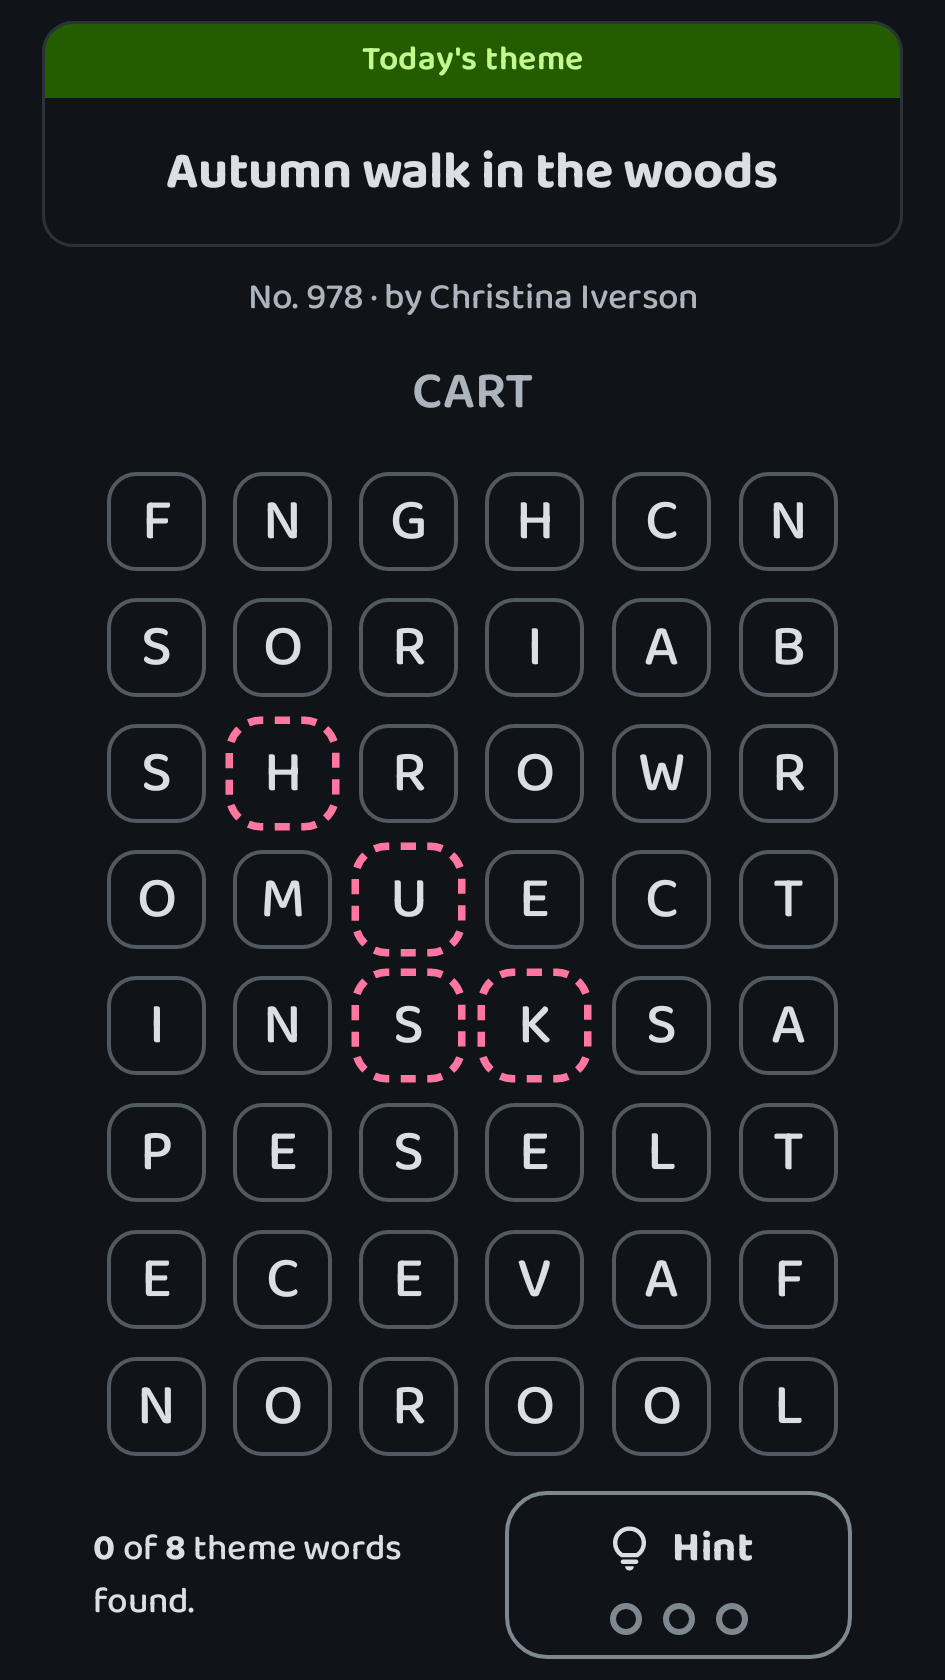 Today's theme
Autumn walk in the woods
No. 978 · by Christina Iverson
CART
F N G H C N
S O R I A B
S H R O W R
O M U E C T
I N S K S A
P E S E L T
E C E V A F
N O R O O L
0 of 8 theme words
found.
Hint